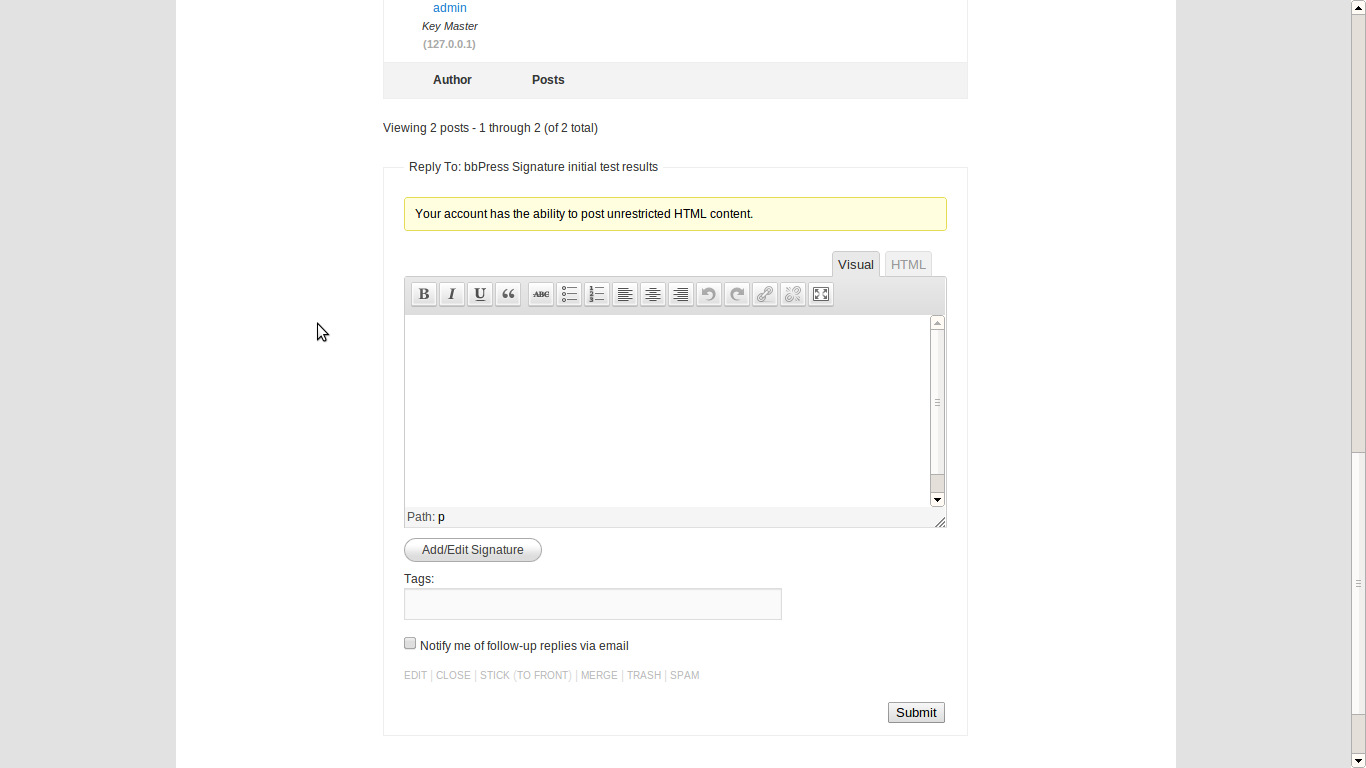 admin
Key Master
(127.0.0.1)
Author Posts
Viewing 2 posts - 1 through 2 (of 2 total)
Reply To: bbPress Signature initial test results
Your account has the ability to post unrestricted HTML content.
Visual HTML
B I U “ ABC 1 2 3
Path: p
Add/Edit Signature
Tags:
Notify me of follow-up replies via email
EDIT | CLOSE | STICK (TO FRONT) | MERGE | TRASH | SPAM
Submit